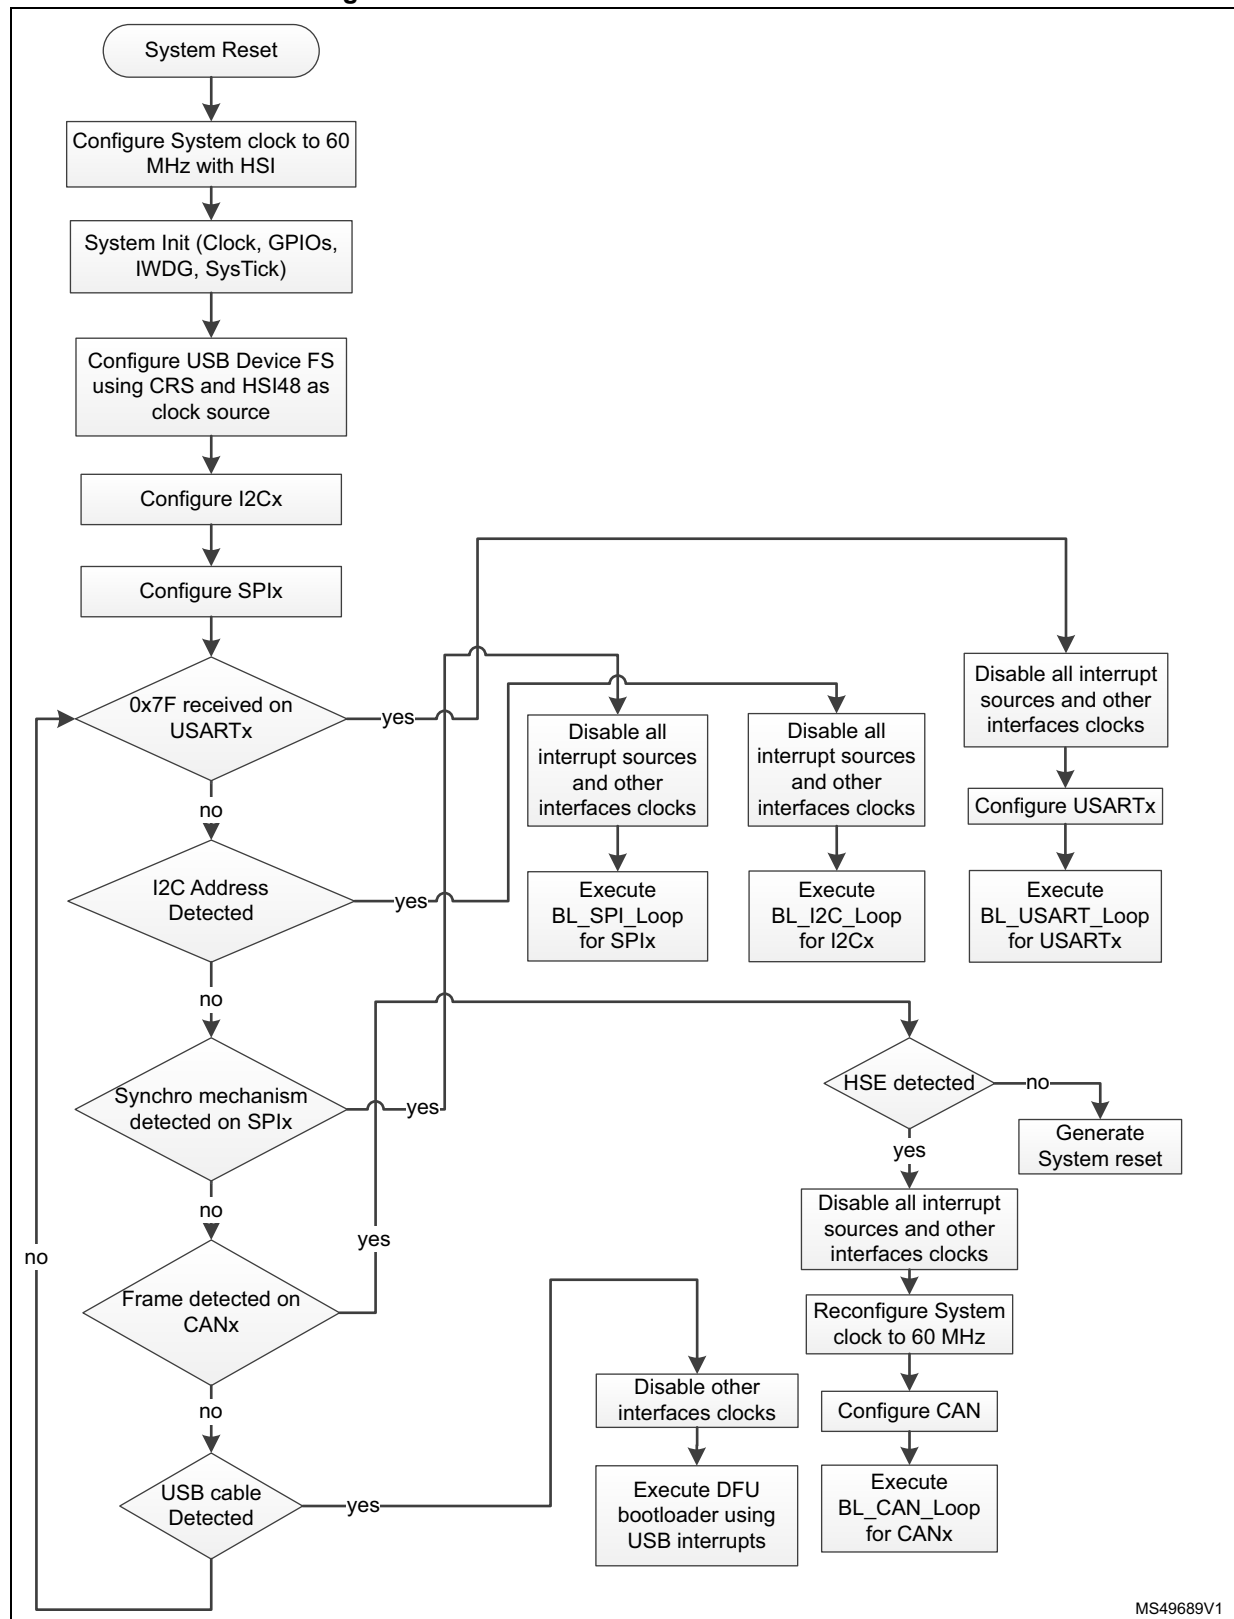 System Reset
Configure System clock to 60
MHz with HSI
System Init (Clock, GPIOs,
IWDG, SysTick)
Configure USB Device FS
using CRS and HSI48 as
clock source
Configure I2Cx
Configure SPIx
0x7F received on
USARTx
yes
no
I2C Address
Detected
yes
no
Synchro mechanism
detected on SPIx
yes
no
Frame detected on
CANx
yes
no
USB cable
Detected
yes
no
Disable all
interrupt sources
and other
interfaces clocks
Execute
BL_SPI_Loop
for SPIx
Disable all
interrupt sources
and other
interfaces clocks
Execute
BL_I2C_Loop
for I2Cx
Disable all interrupt
sources and other
interfaces clocks
Configure USARTx
Execute
BL_USART_Loop
for USARTx
HSE detected
no
Generate
System reset
yes
Disable all interrupt
sources and other
interfaces clocks
Reconfigure System
clock to 60 MHz
Configure CAN
Execute
BL_CAN_Loop
for CANx
Disable other
interfaces clocks
Execute DFU
bootloader using
USB interrupts
MS49689V1